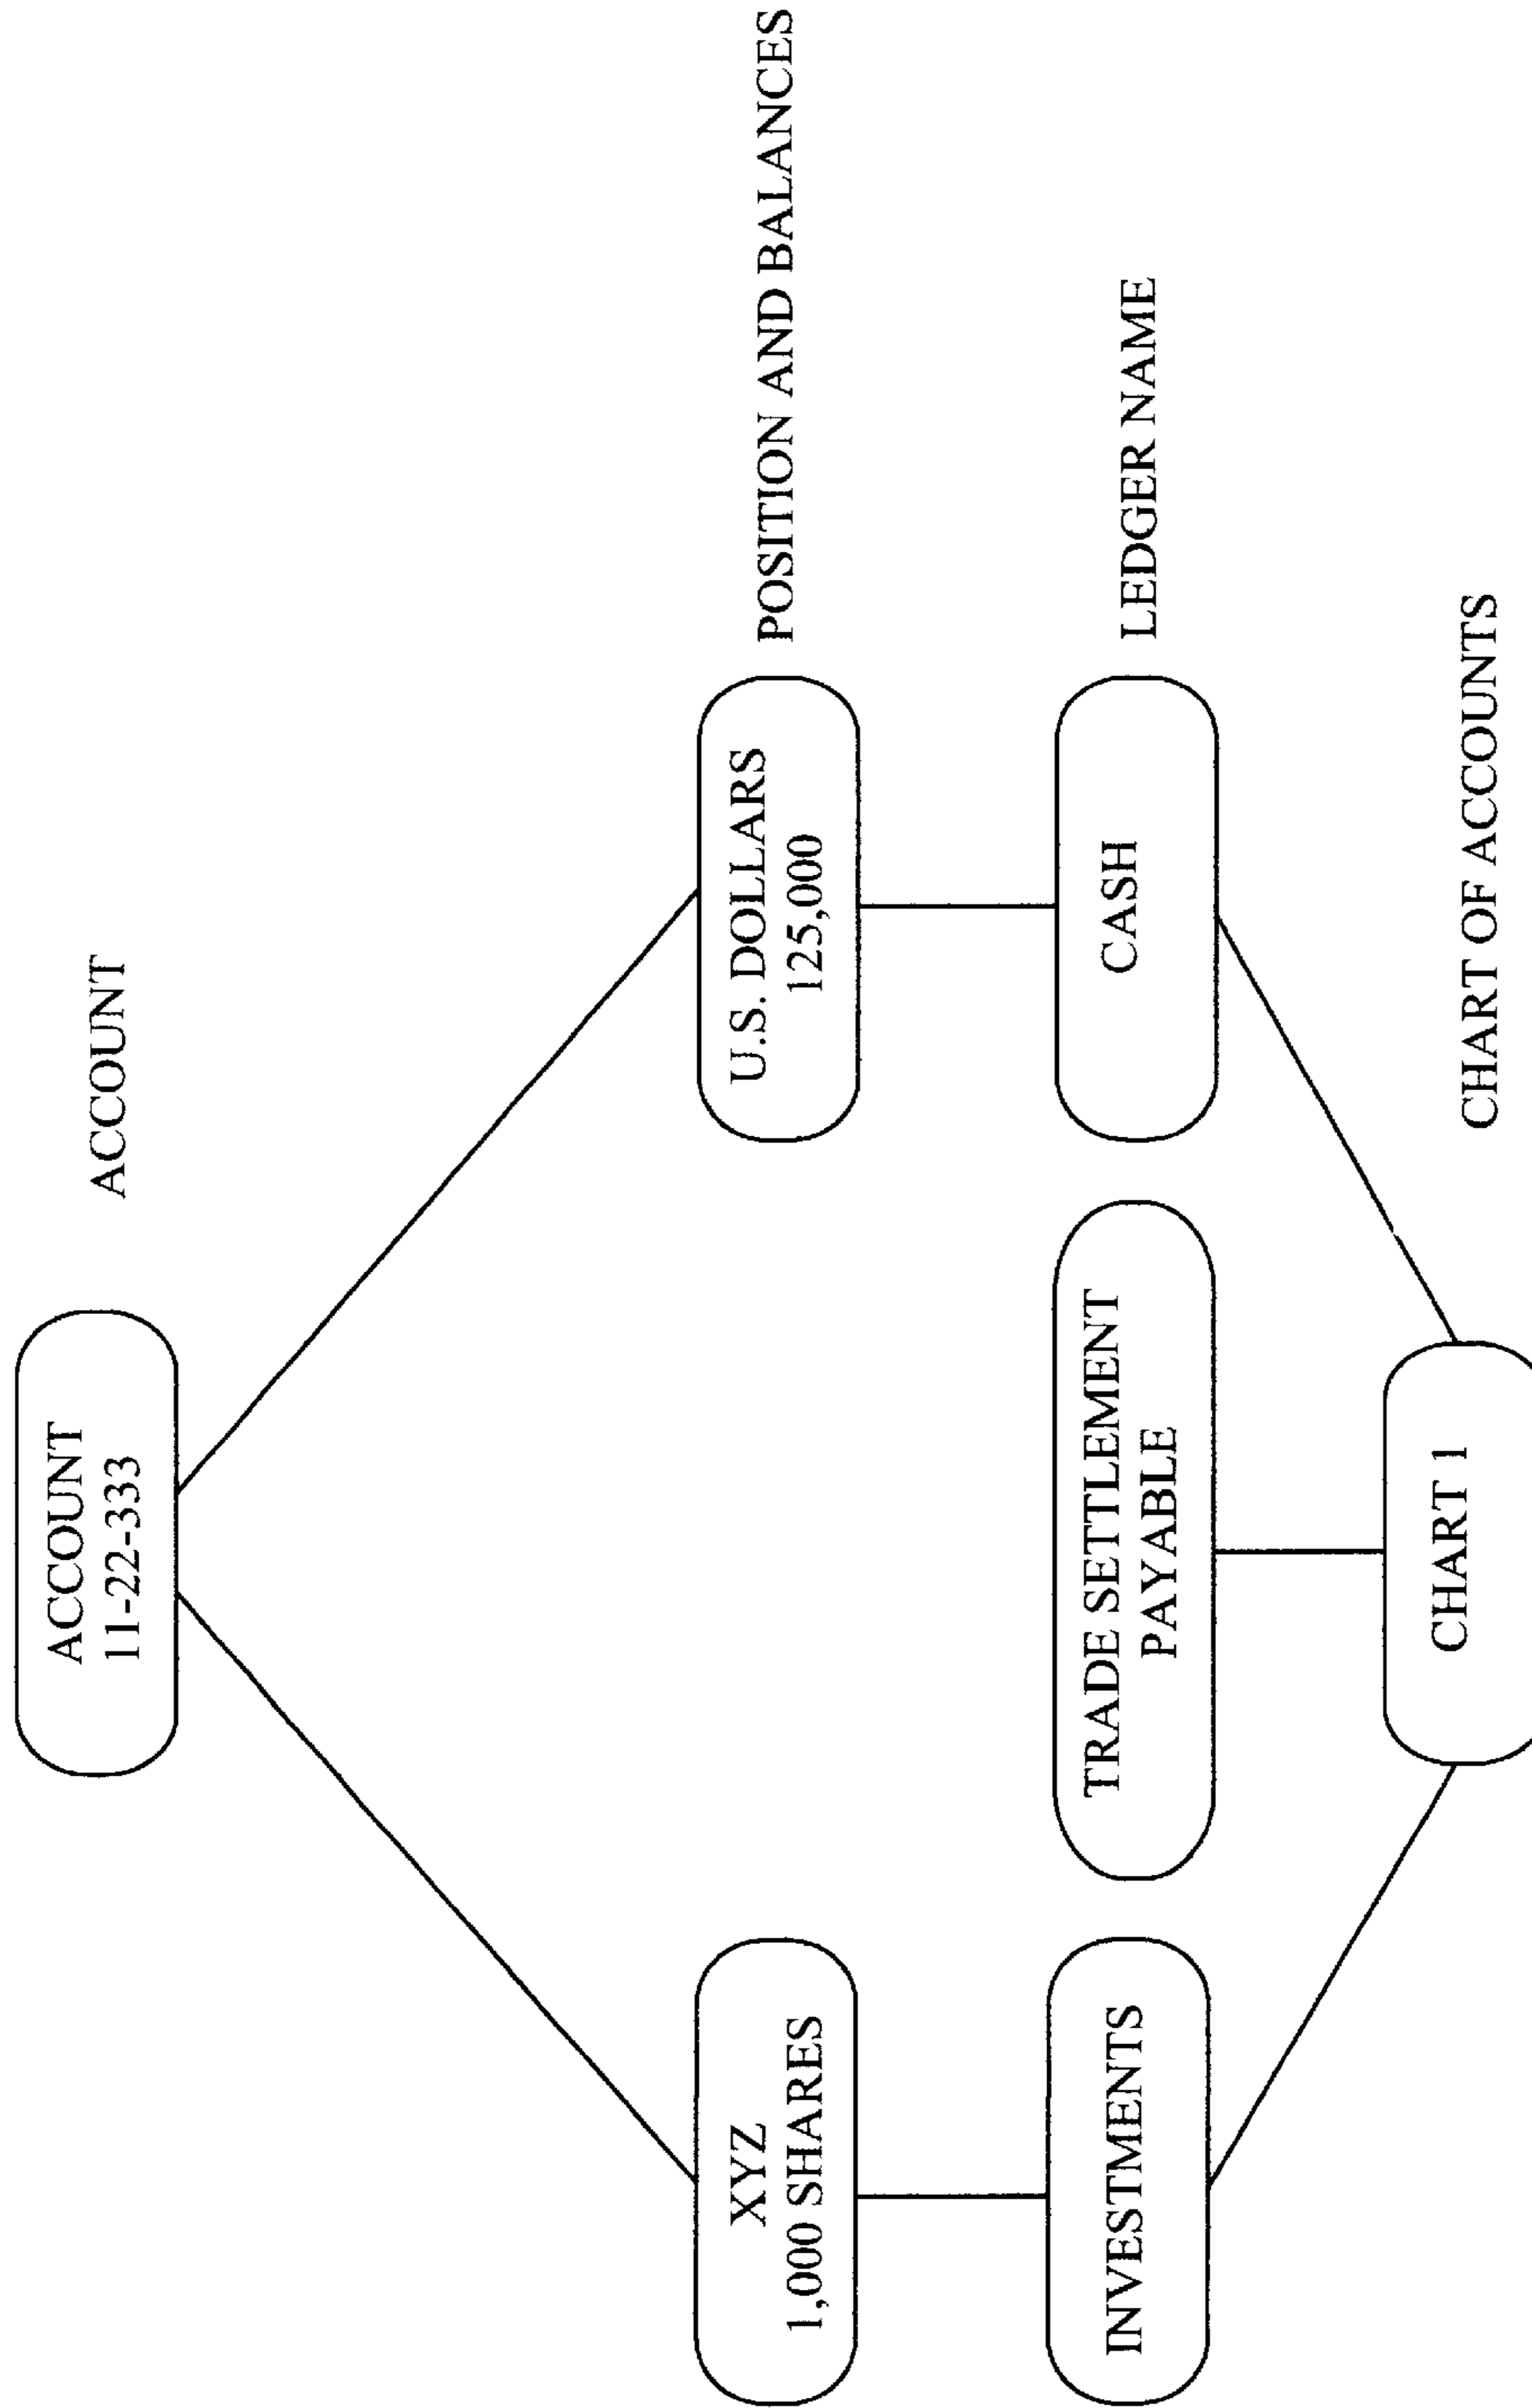 ACCOUNT
11-22-333
ACCOUNT
XYZ
1,000 SHARES
U.S. DOLLARS
125,000
POSITION AND BALANCES
INVESTMENTS
TRADE SETTLEMENT
PAYABLE
CASH
LEDGER NAME
CHART 1
CHART OF ACCOUNTS